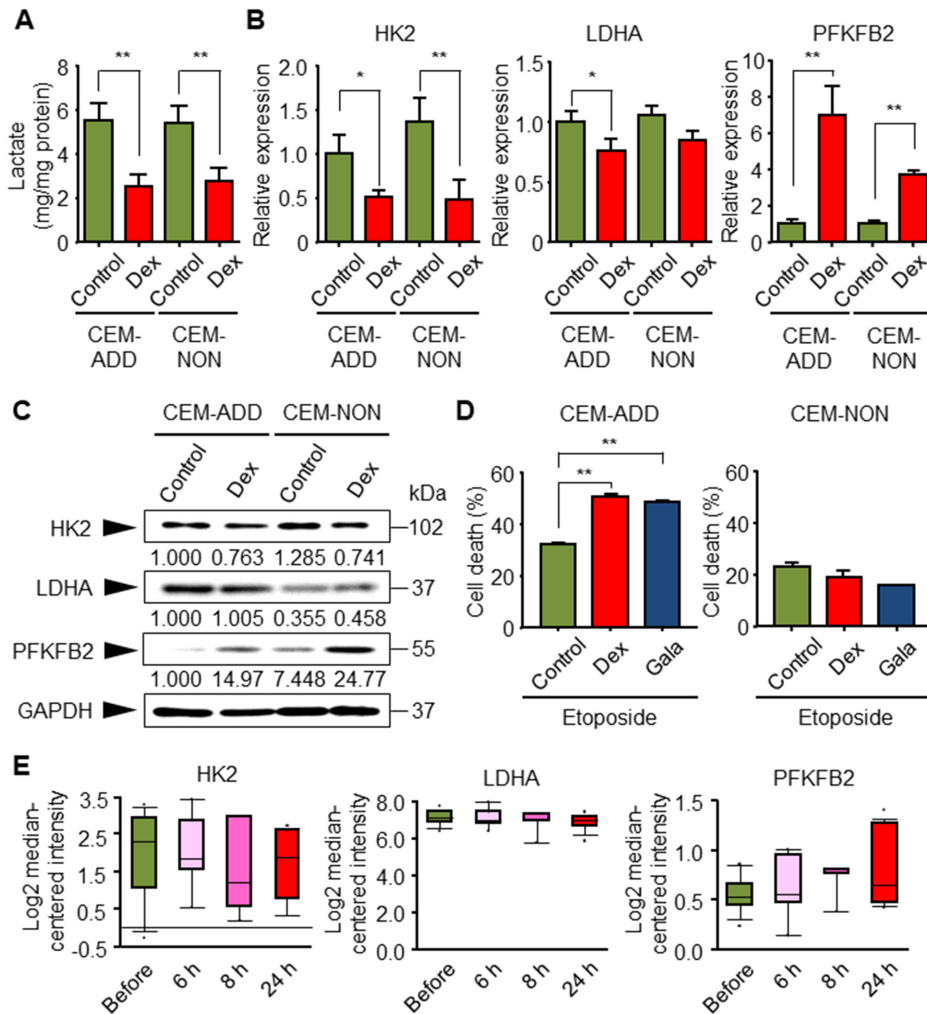 A
B
HK2
LDHA
PFKFB2
Lactate
(mg/mg protein)
8
6
4
2
0
**
**
Control
Dex
Control
Dex
CEM-
ADD
CEM-
NON
Relative expression
2.0
1.5
1.0
0.5
0
*
**
Control
Dex
Control
Dex
CEM-
ADD
CEM-
NON
Relative expression
1.5
1.0
0.5
0
*
Control
Dex
Control
Dex
CEM-
ADD
CEM-
NON
Relative expression
10
8
6
4
2
0
**
**
Control
Dex
Control
Dex
CEM-
ADD
CEM-
NON
C
CEM-ADD
CEM-NON
Control
Dex
Control
Dex
kDa
HK2
102
1.000 0.763 1.285 0.741
LDHA
37
1.000 1.005 0.355 0.458
PFKFB2
55
1.000 14.97 7.448 24.77
GAPDH
37
D
CEM-ADD
CEM-NON
Cell death (%)
60
40
20
0
**
**
Control
Dex
Gala
Etoposide
Cell death (%)
60
40
20
0
Control
Dex
Gala
Etoposide
E
HK2
LDHA
PFKFB2
Log2 median-
centered intensity
3.5
2.5
1.5
0.5
-0.5
Before
6 h
8 h
24 h
Log2 median-
centered intensity
8.0
6.0
4.0
2.0
0.0
Before
6 h
8 h
24 h
Log2 median-
centered intensity
1.5
1.0
0.5
0.0
Before
6 h
8 h
24 h